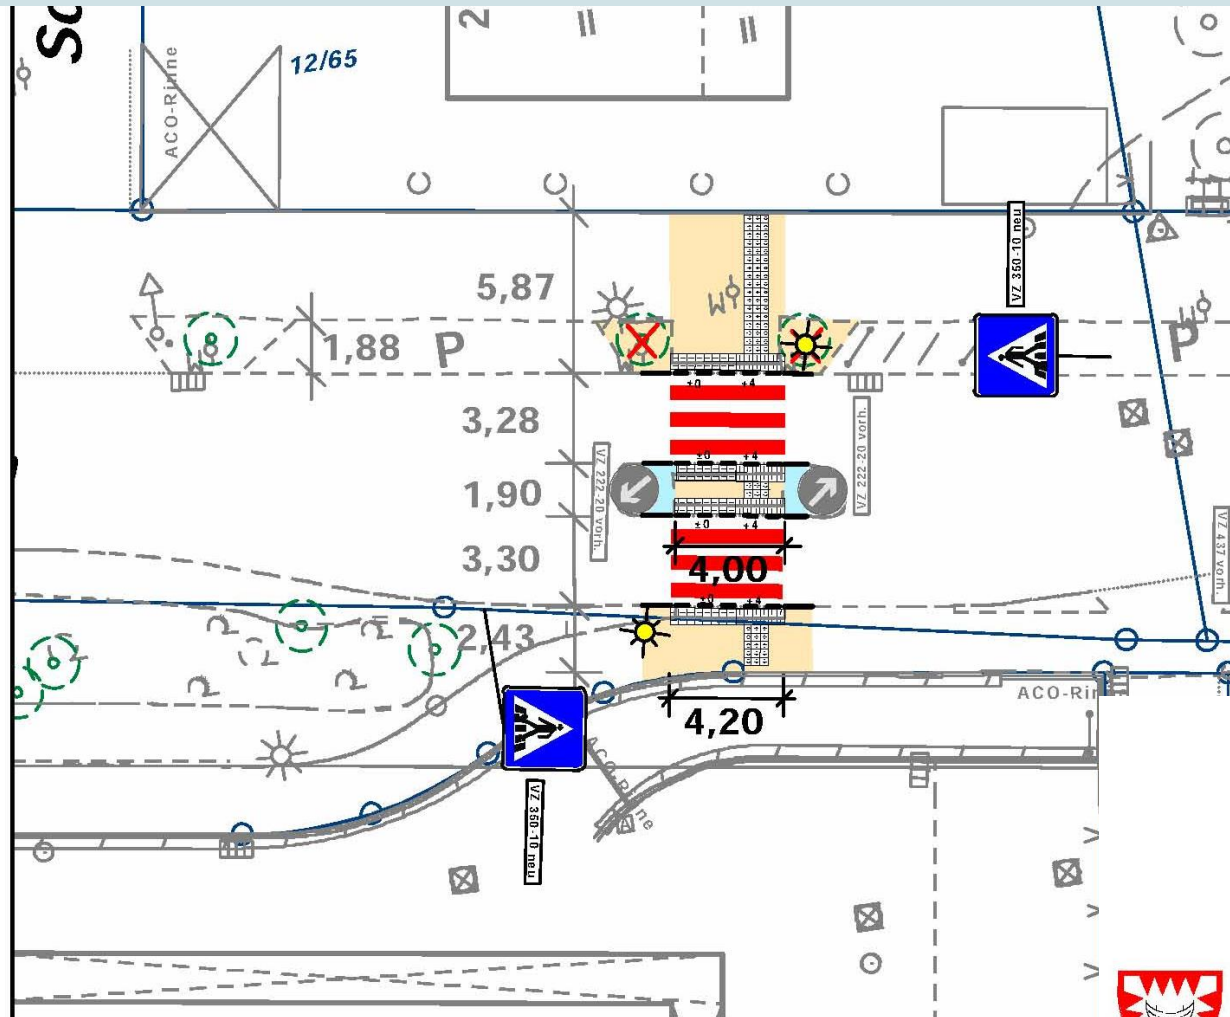 Sc
ACO-Rinne
12/65
2
=
=
5,87
1,88
P
M
P
VZ 350-10 neu
±0
+4
3,28
±0
+4
1,90
VZ 222-20 vorh.
VZ 222-20 vorh.
±0
+4
3,30
4,00
±0
+4
2,43
VZ 437 vorh.
ACO-Rin
4,20
ACO-Rinne
A
VZ 350-10 neu